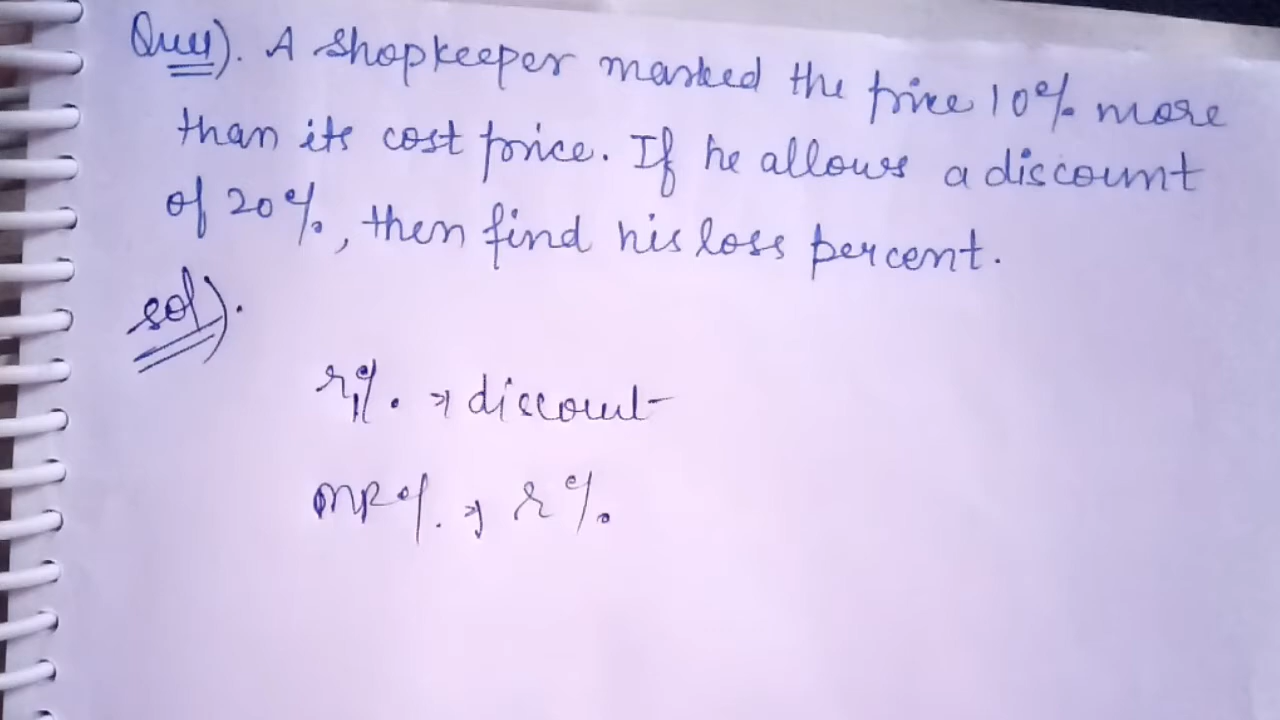 Ques). A shopkeeper marked the price 10% more
than its cost price. If he allows a discount
of 20%, then find his loss percent.
sol).
r₁%. ⇒ discount
MP%. ⇒ r%.